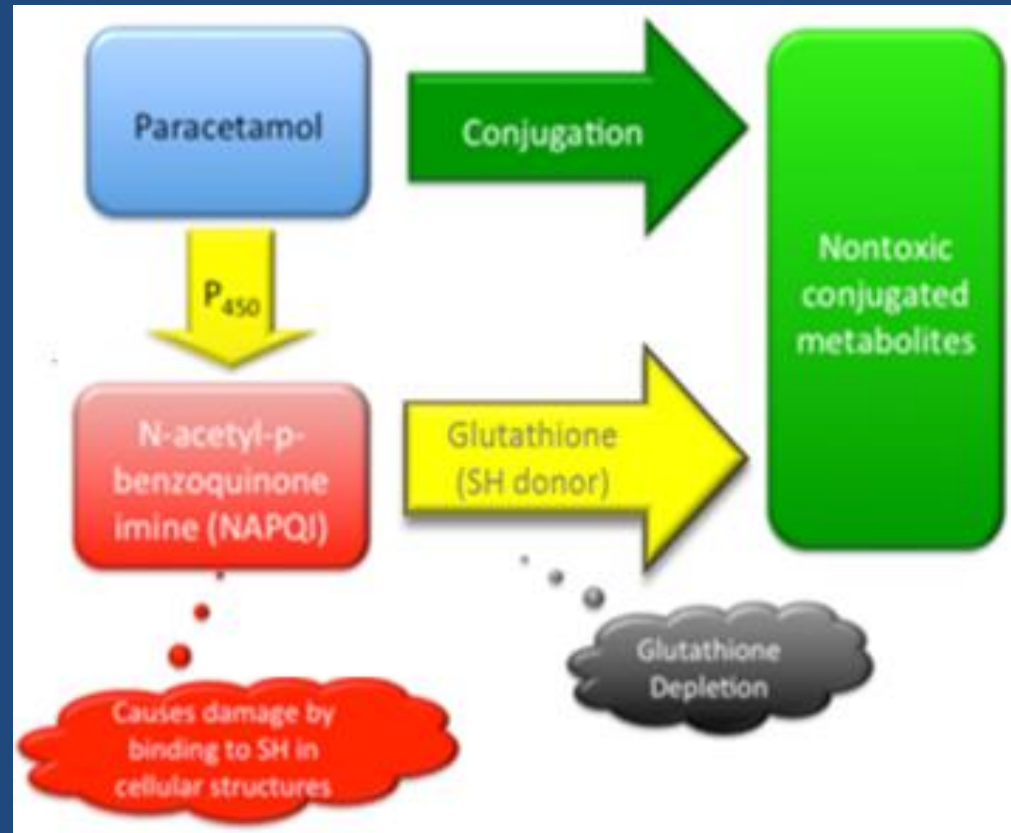 Paracetamol
Conjugation
Nontoxic
conjugated
metabolites
P450
N-acetyl-p-
benzoquinone
imine (NAPQI)
Glutathione
(SH donor)
Glutathione
Depletion
Causes damage by
binding to SH in
cellular structures